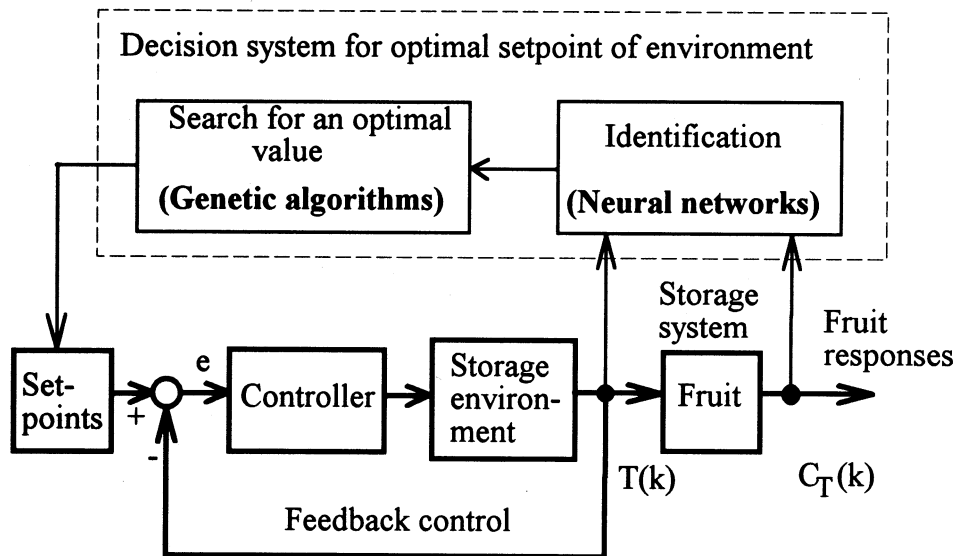 Decision system for optimal setpoint of environment
Search for an optimal
value
(Genetic algorithms)
Identification
(Neural networks)
Storage
system
Fruit
responses
Set-
points
+
-
e
Controller
Storage
environ-
ment
Fruit
T(k)
C_T(k)
Feedback control